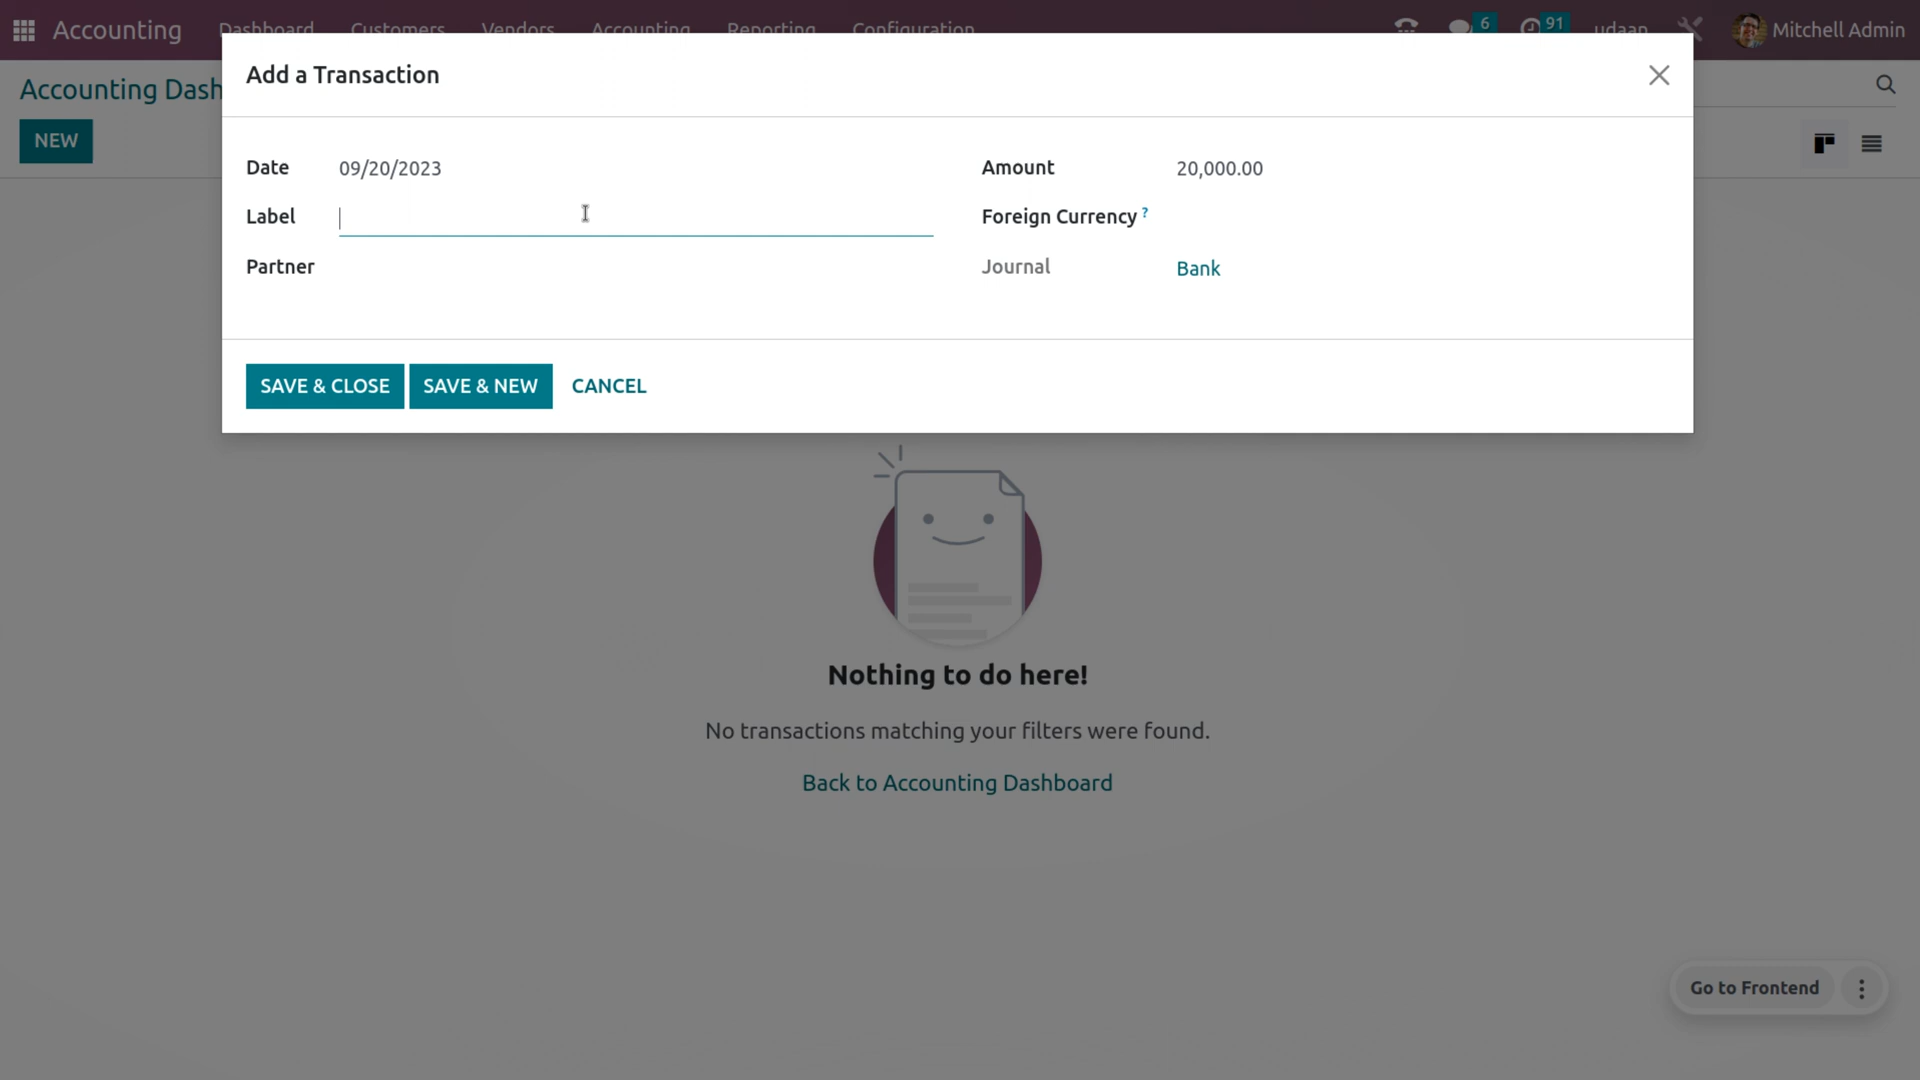 Accounting Dashboard Customers Vendors Accounting Reporting Configuration 6 91 udaan Mitchell Admin
Add a Transaction
Accounting Dash
NEW
Date 09/20/2023 Amount 20,000.00
Label Foreign Currency ?
Partner Journal Bank
SAVE & CLOSE SAVE & NEW CANCEL
Nothing to do here!
No transactions matching your filters were found.
Back to Accounting Dashboard
Go to Frontend